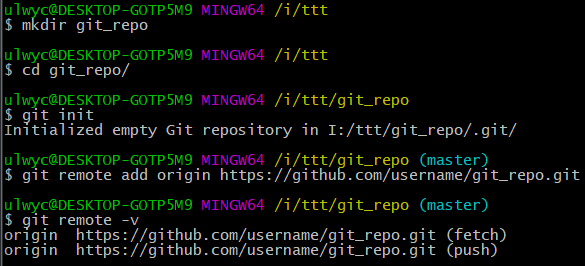 ulwyc@DESKTOP-GOTP5M9 MINGW64 /i/ttt
$ mkdir git_repo
ulwyc@DESKTOP-GOTP5M9 MINGW64 /i/ttt
$ cd git_repo/
ulwyc@DESKTOP-GOTP5M9 MINGW64 /i/ttt/git_repo
$ git init
Initialized empty Git repository in I:/ttt/git_repo/.git/
ulwyc@DESKTOP-GOTP5M9 MINGW64 /i/ttt/git_repo (master)
$ git remote add origin https://github.com/username/git_repo.git
ulwyc@DESKTOP-GOTP5M9 MINGW64 /i/ttt/git_repo (master)
$ git remote -v
origin  https://github.com/username/git_repo.git (fetch)
origin  https://github.com/username/git_repo.git (push)